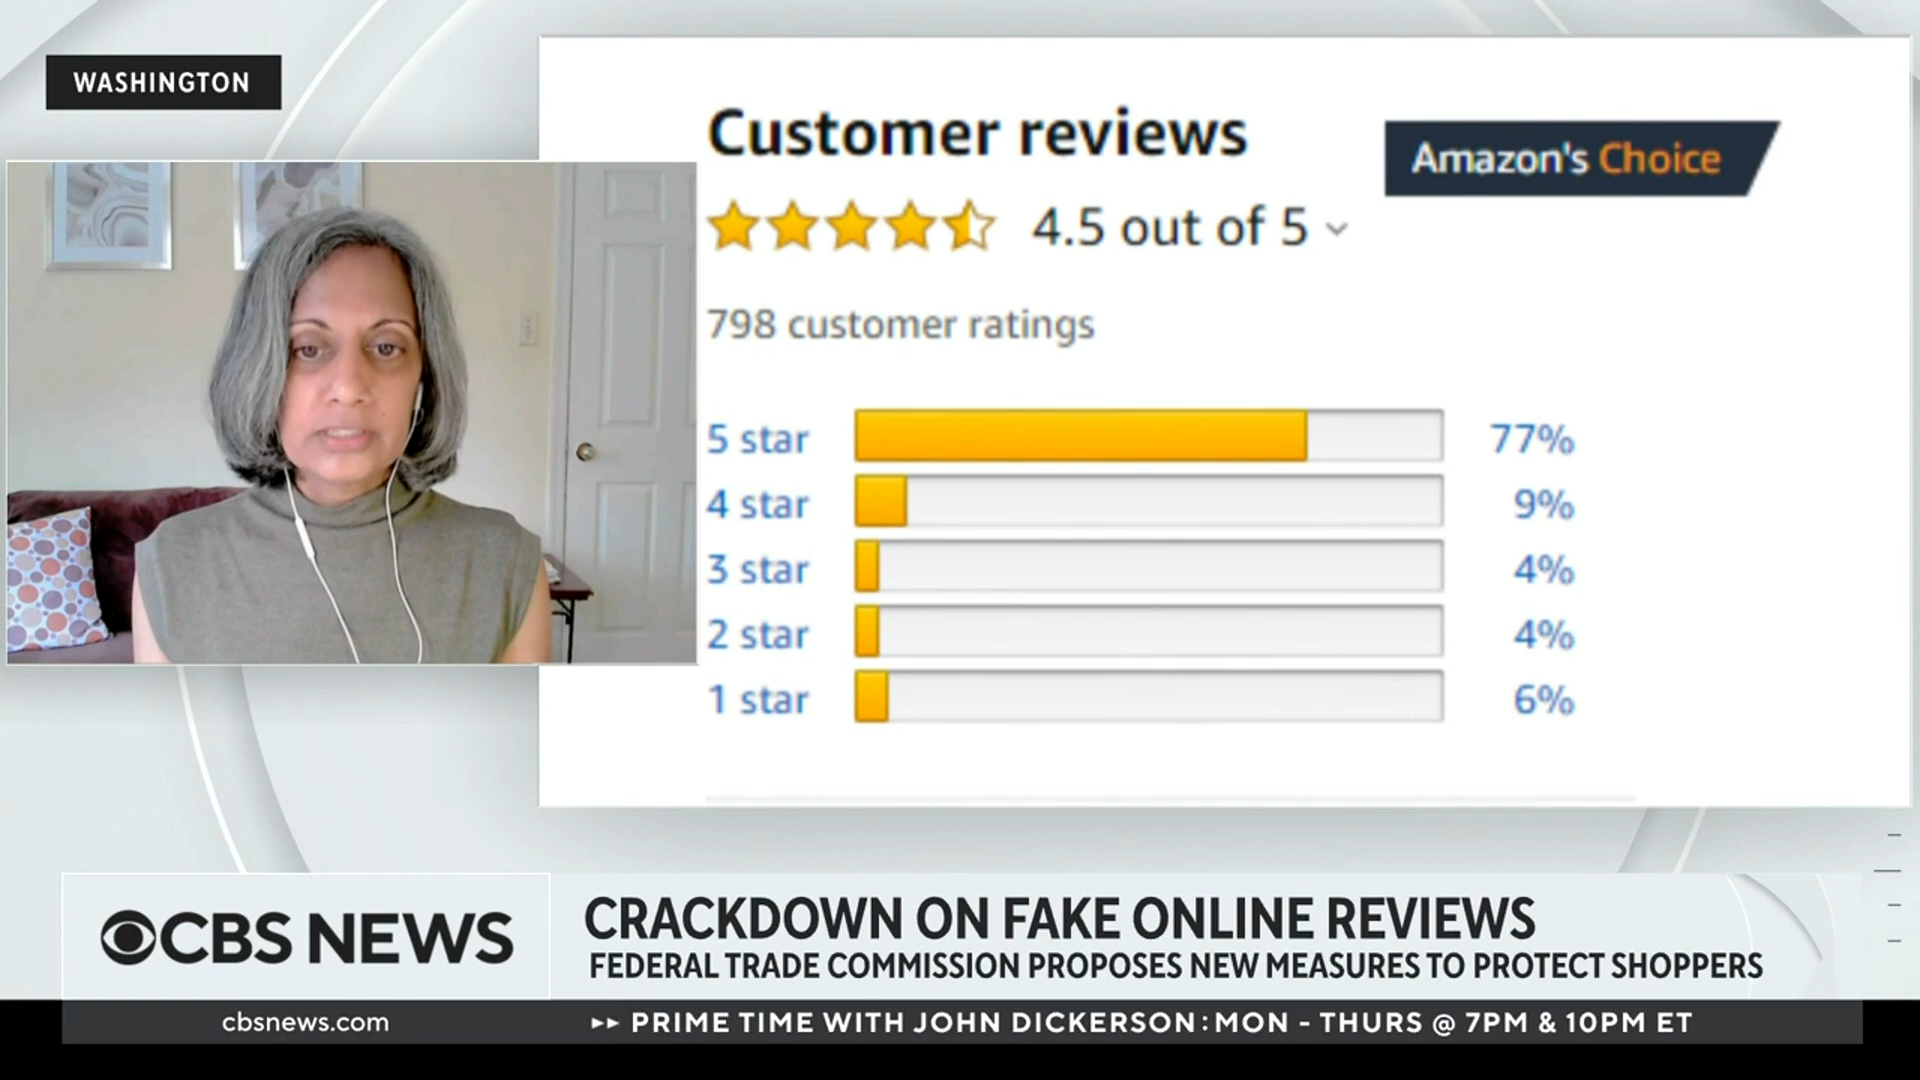 WASHINGTON
Customer reviews
Amazon's Choice
4.5 out of 5
798 customer ratings
5 star 77%
4 star 9%
3 star 4%
2 star 4%
1 star 6%
CBS NEWS
CRACKDOWN ON FAKE ONLINE REVIEWS
FEDERAL TRADE COMMISSION PROPOSES NEW MEASURES TO PROTECT SHOPPERS
cbsnews.com
PRIME TIME WITH JOHN DICKERSON: MON - THURS @ 7PM & 10PM ET